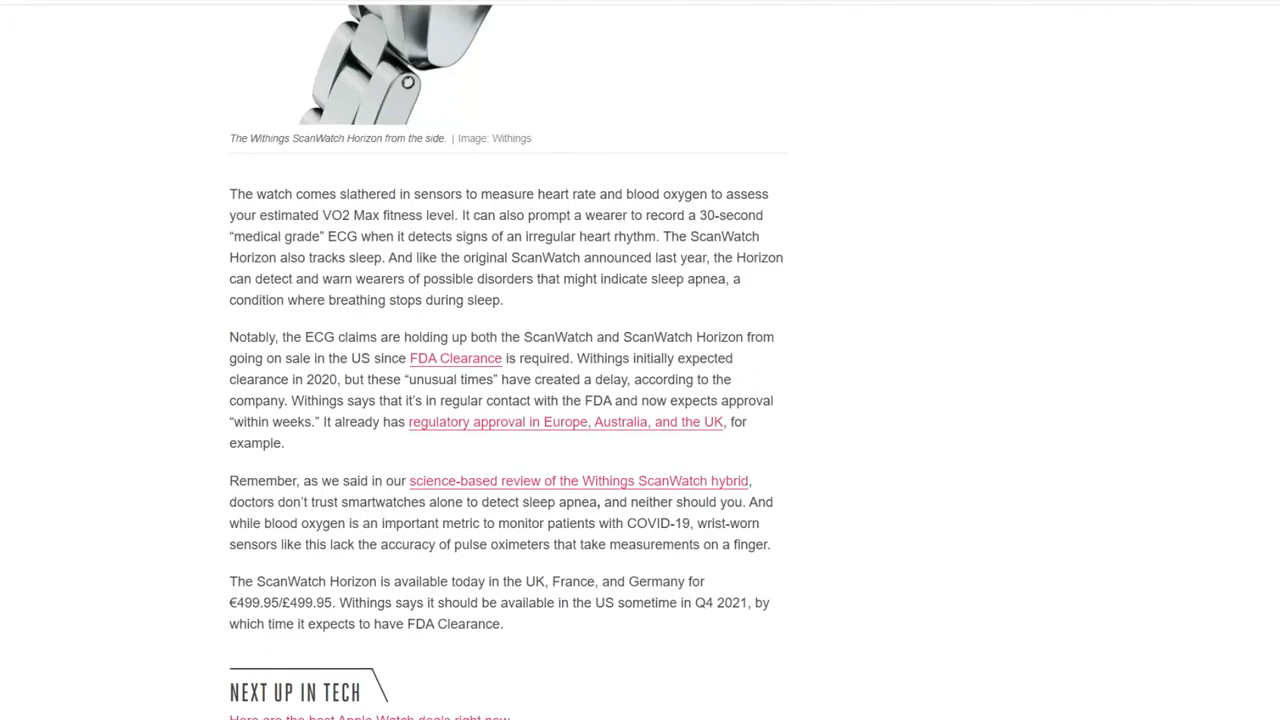 The Withings ScanWatch Horizon from the side. | Image: Withings
The watch comes slathered in sensors to measure heart rate and blood oxygen to assess
your estimated VO2 Max fitness level. It can also prompt a wearer to record a 30-second
“medical grade” ECG when it detects signs of an irregular heart rhythm. The ScanWatch
Horizon also tracks sleep. And like the original ScanWatch announced last year, the Horizon
can detect and warn wearers of possible disorders that might indicate sleep apnea, a
condition where breathing stops during sleep.
Notably, the ECG claims are holding up both the ScanWatch and ScanWatch Horizon from
going on sale in the US since FDA Clearance is required. Withings initially expected
clearance in 2020, but these “unusual times” have created a delay, according to the
company. Withings says that it’s in regular contact with the FDA and now expects approval
“within weeks.” It already has regulatory approval in Europe, Australia, and the UK, for
example.
Remember, as we said in our science-based review of the Withings ScanWatch hybrid,
doctors don’t trust smartwatches alone to detect sleep apnea, and neither should you. And
while blood oxygen is an important metric to monitor patients with COVID-19, wrist-worn
sensors like this lack the accuracy of pulse oximeters that take measurements on a finger.
The ScanWatch Horizon is available today in the UK, France, and Germany for
€499.95/£499.95. Withings says it should be available in the US sometime in Q4 2021, by
which time it expects to have FDA Clearance.
NEXT UP IN TECH
Here are the best Apple Watch deals right now